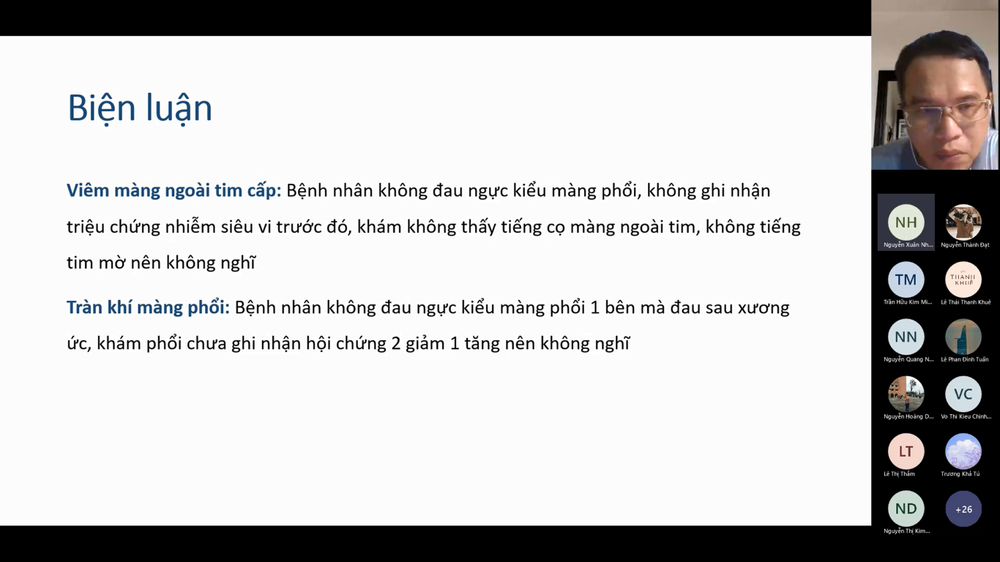 Biện luận
Viêm màng ngoài tim cấp: Bệnh nhân không đau ngực kiểu màng phổi, không ghi nhận
triệu chứng nhiễm siêu vi trước đó, khám không thấy tiếng cọ màng ngoài tim, không tiếng
tim mờ nên không nghĩ
Tràn khí màng phổi: Bệnh nhân không đau ngực kiểu màng phổi 1 bên mà đau sau xương
ức, khám phổi chưa ghi nhận hội chứng 2 giảm 1 tăng nên không nghĩ
NH
Nguyễn Xuân Nh...
Nguyễn Thành Đạt
TM
Trần Hữu Kim Mi...
THANH
KHUÊ
Lê Thái Thanh Khuê
NN
Nguyễn Quang N...
Lê Phan Đình Tuấn
Nguyễn Hoàng D...
VC
Vo Thi Kieu Chinh...
LT
Lê Thị Thắm
Trương Khả Tú
ND
Nguyễn Thị Kim...
+26